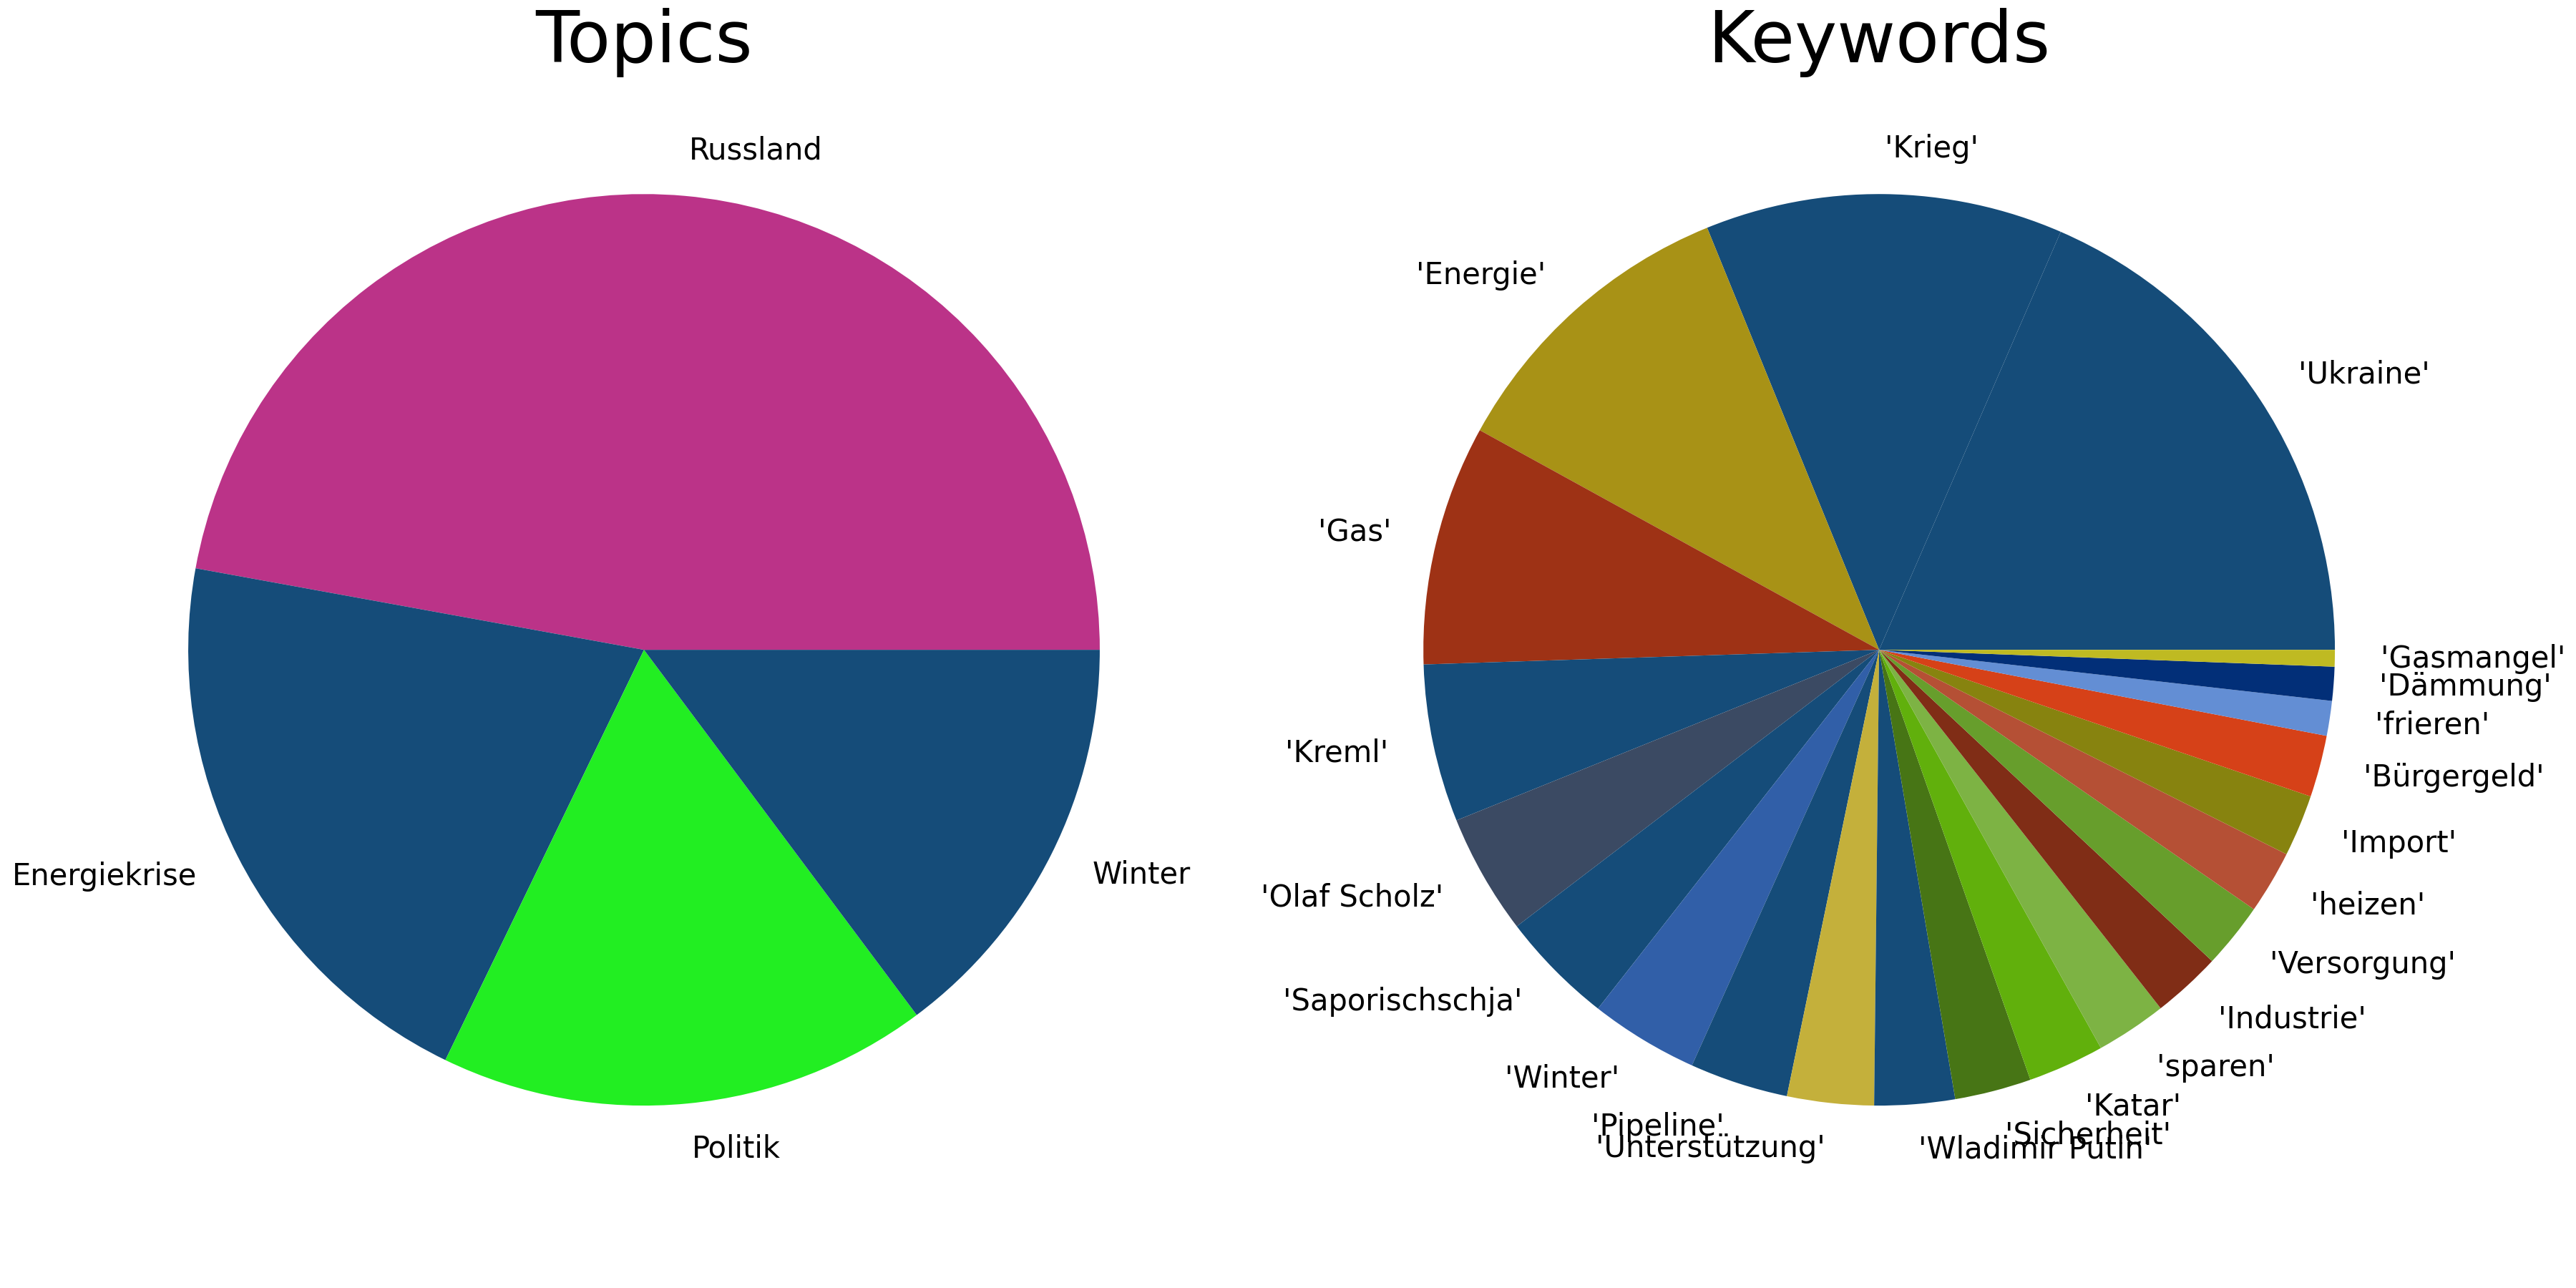 Topics
Russland
Energiekrise
Politik
Winter
Keywords
'Ukraine'
'Krieg'
'Energie'
'Gas'
'Kreml'
'Olaf Scholz'
'Saporischschja'
'Winter'
'Pipeline'
'Unterstützung'
'Wladimir Putin'
'Sicherheit'
'Katar'
'sparen'
'Industrie'
'Versorgung'
'heizen'
'Import'
'Bürgergeld'
'frieren'
'Dämmung'
'Gasmangel'